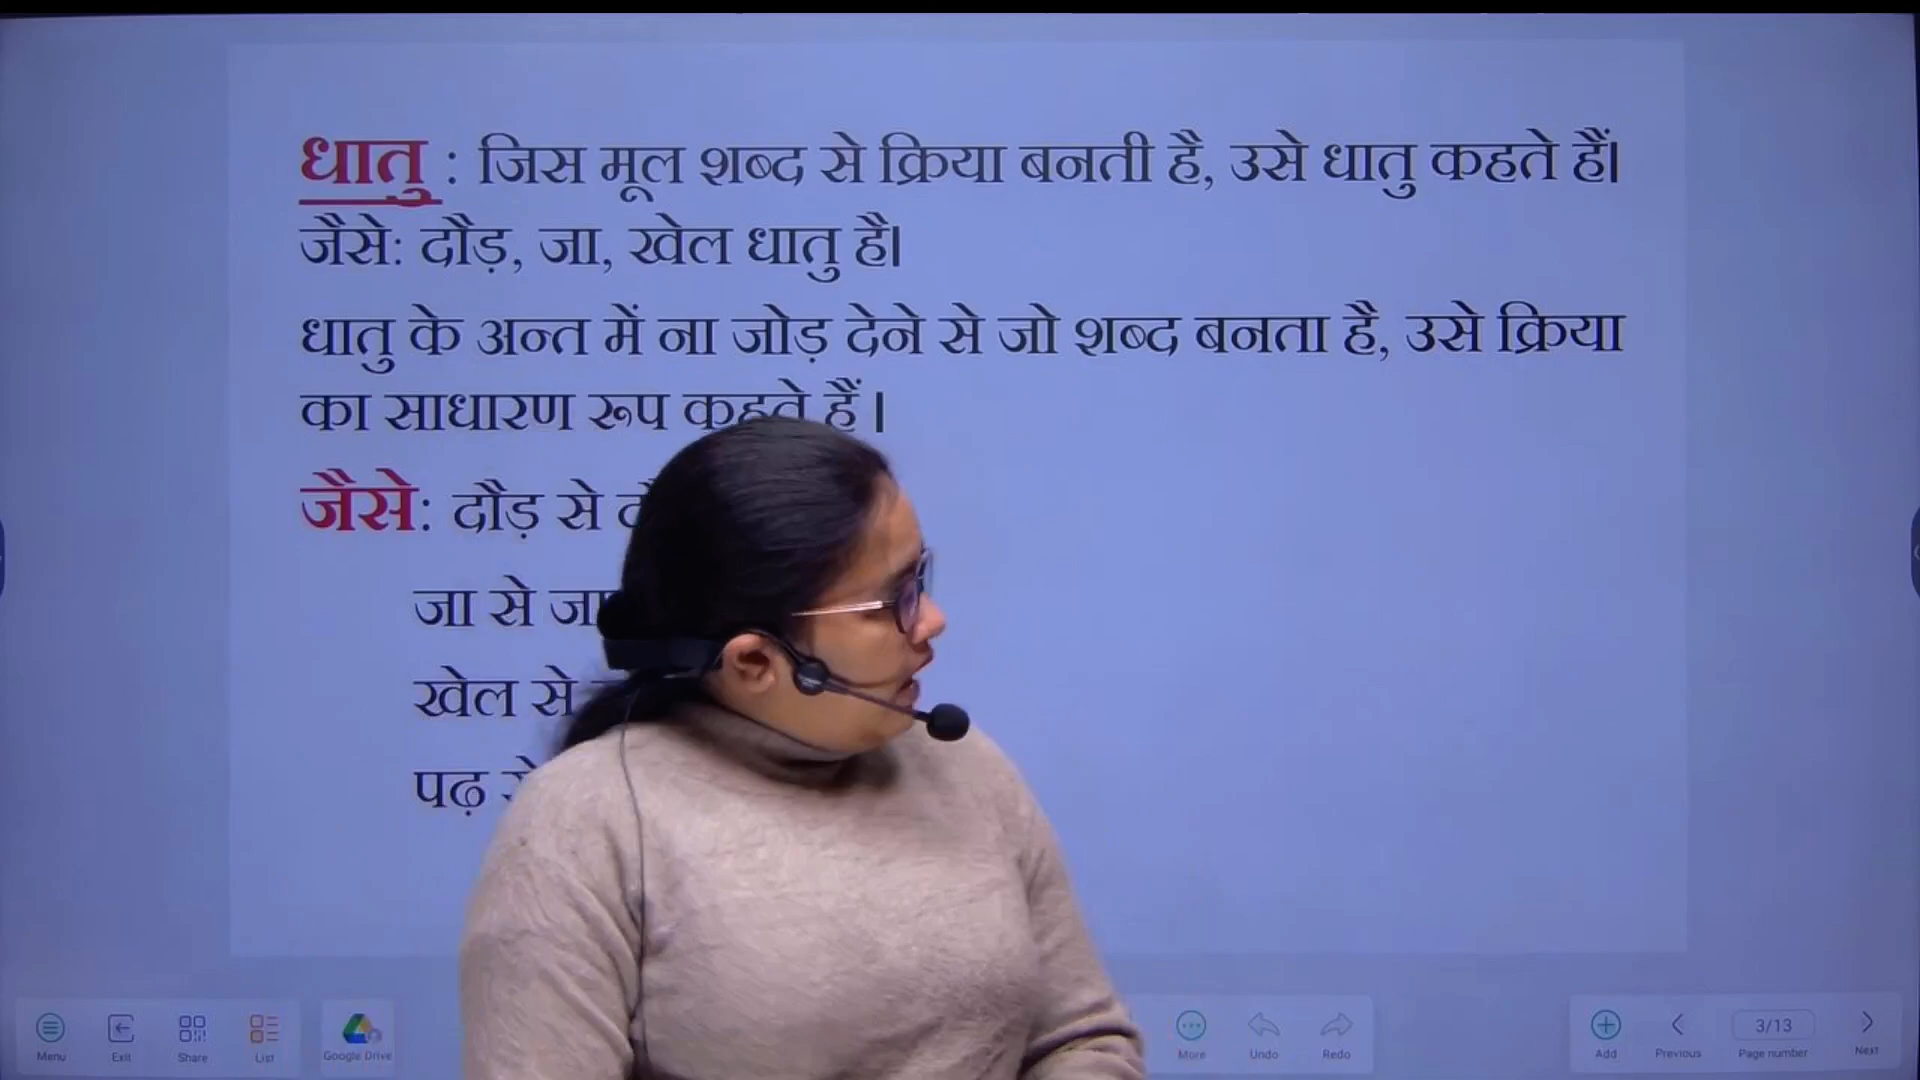 धातु : जिस मूल शब्द से क्रिया बनती है, उसे धातु कहते हैं।
जैसे: दौड़, जा, खेल धातु है।
धातु के अन्त में ना जोड़ देने से जो शब्द बनता है, उसे क्रिया
का साधारण रूप कहते हैं ।
जैसे: दौड़ से
जा से
खेल से
पढ़
Menu
Exit
Share
List
Google Drive
More
Undo
Redo
Add
Previous
3/13
Page number
Next